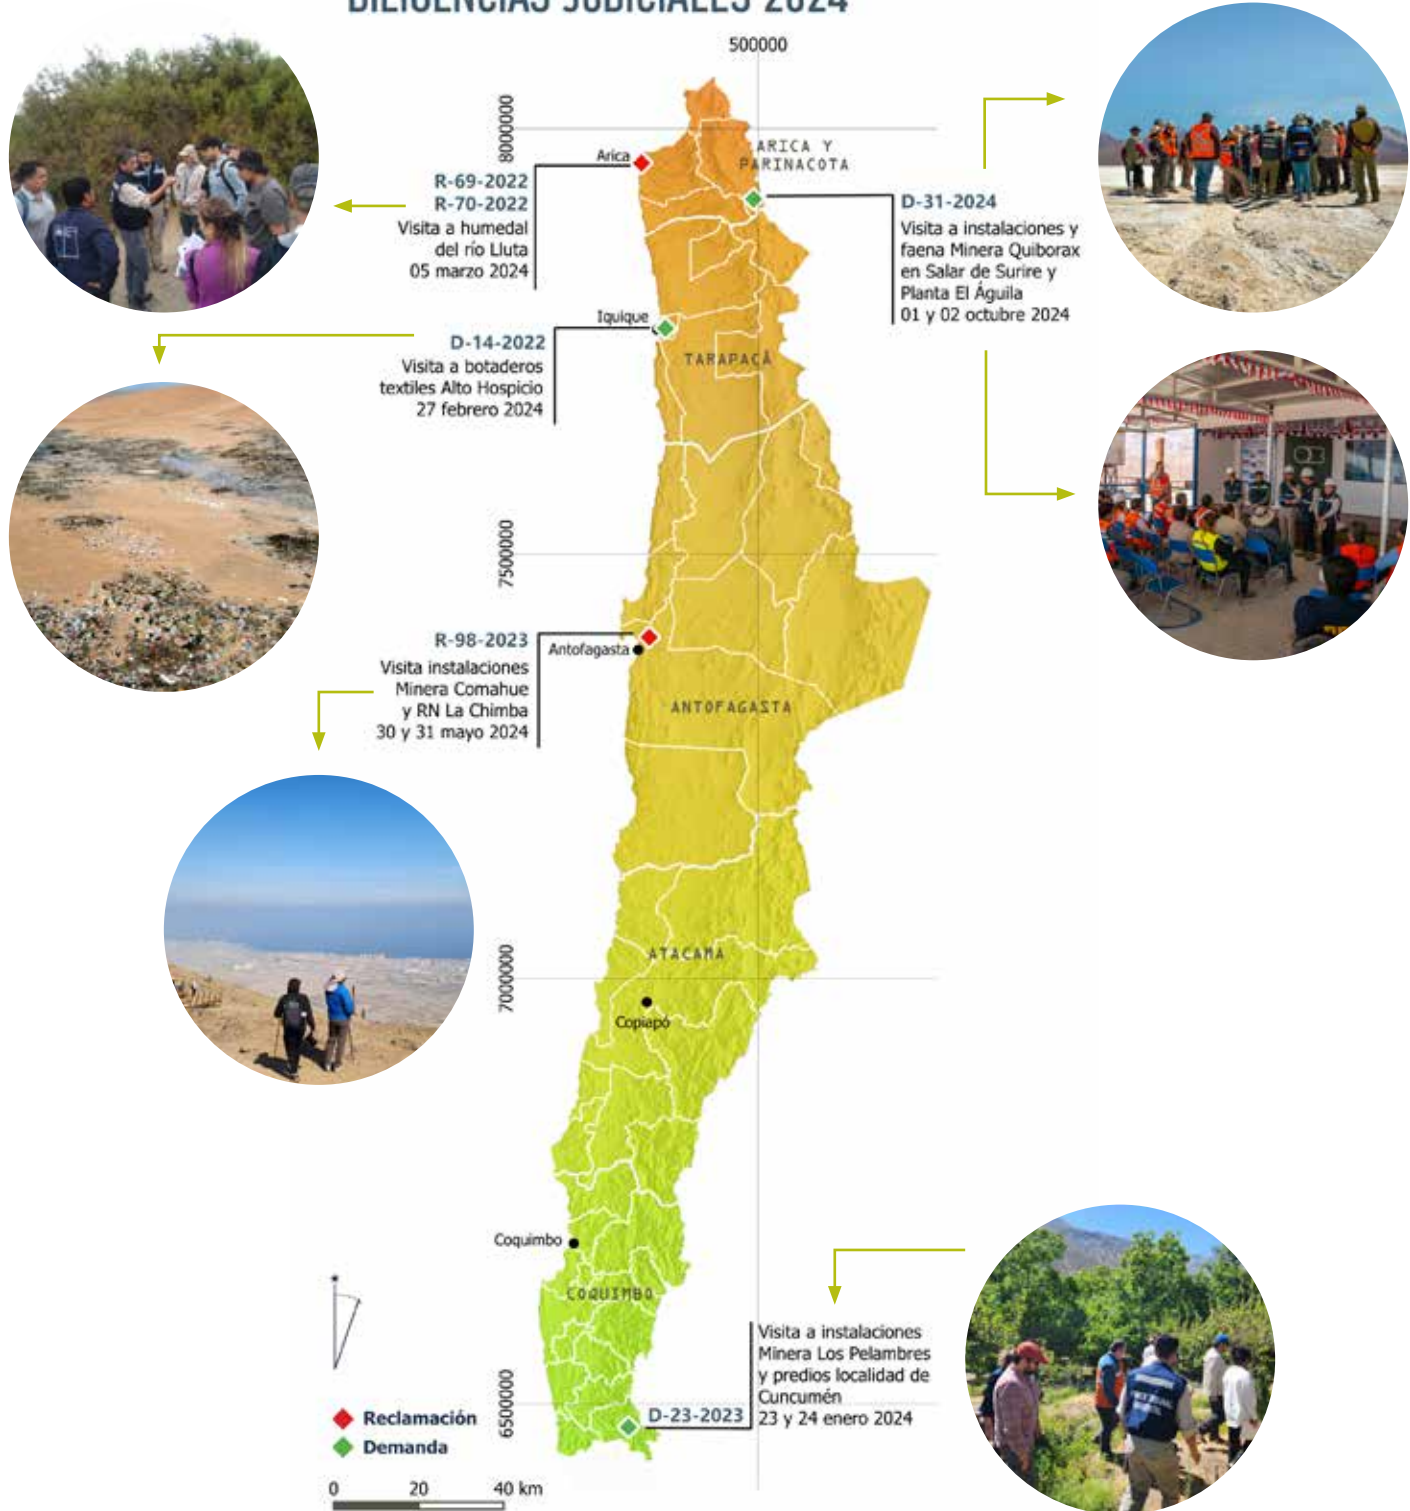 DILIGENCIAS JUDICIALES 2024
500000
8000000
ARICA Y
PARINACOTA
Arica
R-69-2022
R-70-2022
Visita a humedal
del río Lluta
05 marzo 2024
D-31-2024
Visita a instalaciones y
faena Minera Quiborax
en Salar de Surire y
Planta El Águila
01 y 02 octubre 2024
Iquique
D-14-2022
Visita a botaderos
textiles Alto Hospicio
27 febrero 2024
TARAPACÁ
7500000
R-98-2023
Visita instalaciones
Minera Comahue
y RN La Chimba
30 y 31 mayo 2024
Antofagasta
ANTOFAGASTA
ATACAMA
7000000
Copiapó
Coquimbo
COQUIMBO
Visita a instalaciones
Minera Los Pelambres
y predios localidad de
Cuncumén
23 y 24 enero 2024
D-23-2023
6500000
Reclamación
Demanda
0 20 40 km